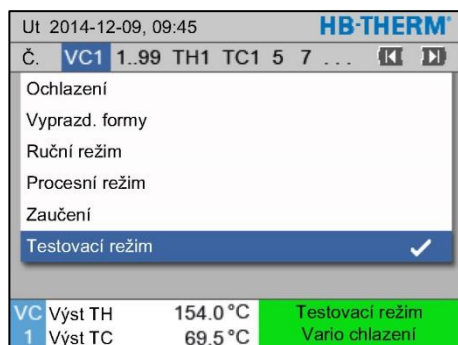 Ut 2014-12-09, 09:45 HB-THERM®
Č. VC1 1..99 TH1 TC1 5 7 ...
Ochlazení
Vyprazd. formy
Ruční režim
Procesní režim
Zaučení
Testovací režim
VC Výst TH 154.0 °C Testovací režim
1 Výst TC 69.5 °C Vario chlazení